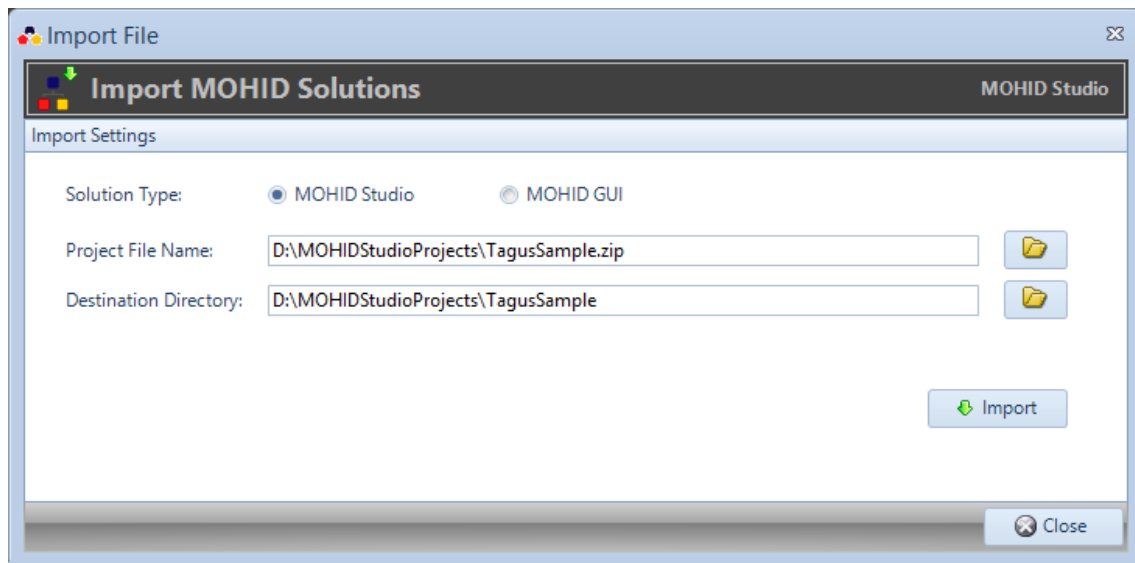 Import File
Import MOHID Solutions MOHID Studio
Import Settings
Solution Type: MOHID Studio MOHID GUI
Project File Name: D:\MOHIDStudioProjects\TagusSample.zip
Destination Directory: D:\MOHIDStudioProjects\TagusSample
Import
Close